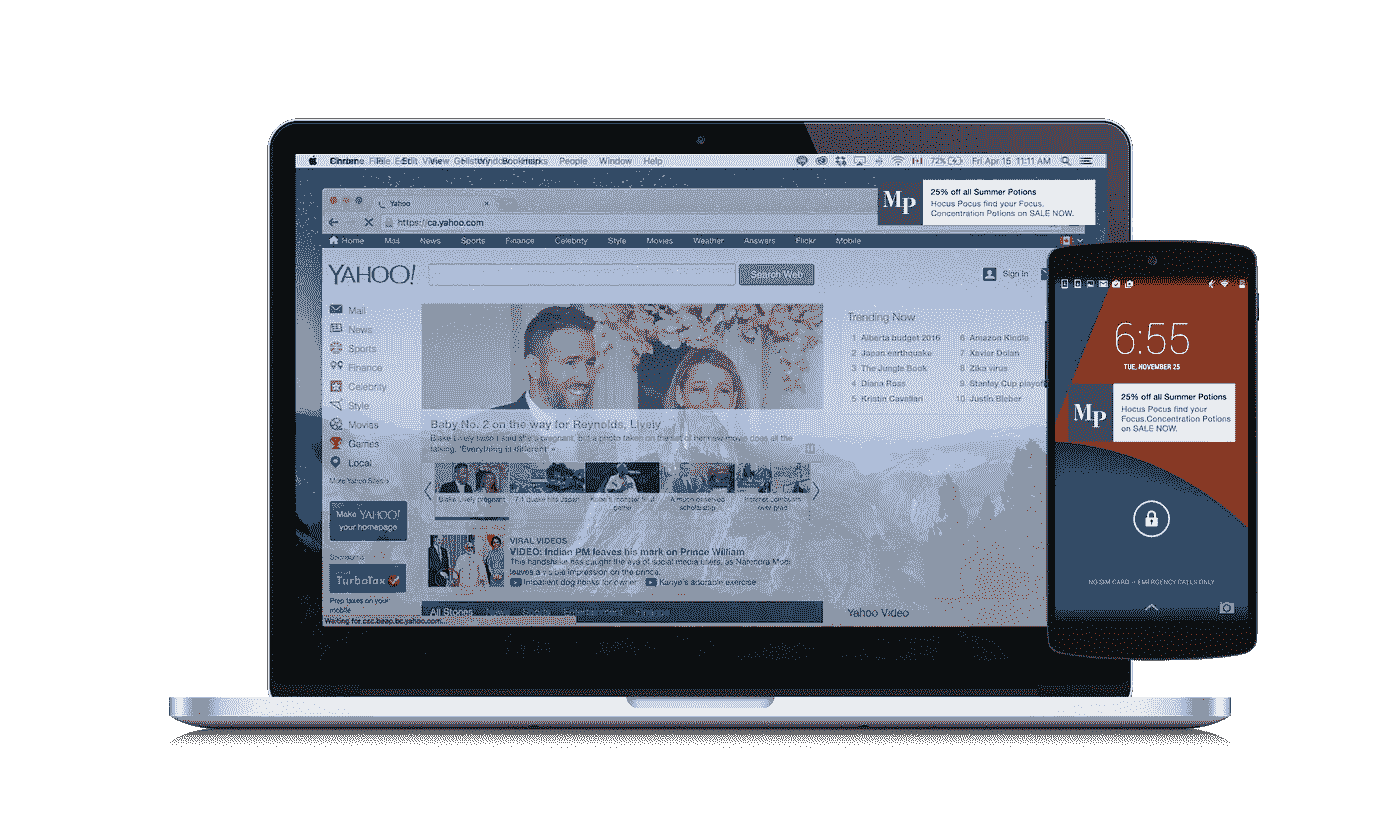 File Edit View History Bookmarks People Window Help
72% Fri Apr 15 11:11 AM
Yahoo
https://ca.yahoo.com
MP
25% off all Summer Potions
Hocus Pocus find your Focus.
Concentration Potions on SALE NOW.
Home Mail News Sports Finance Celebrity Style Movies Weather Answers Flickr Mobile
YAHOO!
Search Web
Sign In
Mail
News
Sports
Finance
Celebrity
Style
Movies
Games
Local
More Yahoo Sites »
Make YAHOO!
your homepage
Sponsored
TurboTax
Prep taxes on your
mobile
Waiting for csc.beap.bc.yahoo.com...
Baby No. 2 on the way for Reynolds, Lively
Blake Lively hasn't said she's pregnant, but a photo taken on the set of her new movie does all the
talking. 'Everything is different' »
Blake Lively pregnant
7.1 quake hits Japan
Kobe's monster final
game
A much deserved
scholarship
Internet
VIRAL VIDEOS
VIDEO: Indian PM leaves his mark on Prince William
This handshake has caught the eye of social media users, as Narendra Modi
leaves a visible impression on the prince.
Impatient dog honks for owner Kanye's adorable exercise
All Stories News Sports Entertainment Finance
Trending Now
1 Alberta budget 2016
2 Japan earthquake
3 The Jungle Book
4 Diana Ross
5 Kristin Cavallari
6 Amazon Kindle
7 Xavier Dolan
8 Zika virus
9 Stanley Cup playoff
10 Justin Bieber
Yahoo Video
6:55
TUE, NOVEMBER 25
MP
25% off all Summer Potions
Hocus Pocus find your
Focus.Concentration Potions
on SALE NOW.
NO SIM CARD – EMERGENCY CALLS ONLY